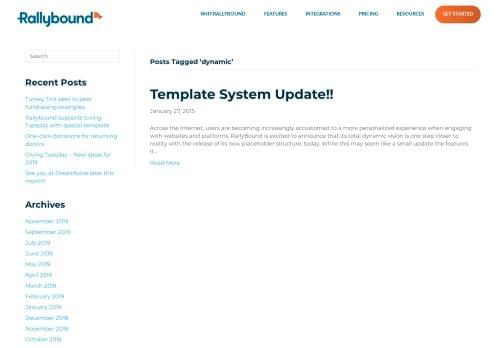 Rallybound
WHY RALLYBOUND
FEATURES
INTEGRATIONS
PRICING
RESOURCES
GET STARTED
Search
Recent Posts
Turkey Trot peer to peer
fundraising examples
Rallybound supports Giving
Tuesday with special template
One-click donations for returning
donors
Giving Tuesday – New ideas for
2019
See you at Dreamforce later this
month!
Archives
November 2019
September 2019
July 2019
June 2019
May 2019
April 2019
March 2019
February 2019
January 2019
December 2018
November 2018
October 2018
Posts Tagged 'dynamic'
Template System Update!!
January 27, 2015
Across the Internet, users are becoming increasingly accustomed to a more personalized experience when engaging
with websites and platforms. RallyBound is excited to announce that its total dynamic vision is one step closer to
reality with the release of its new placeholder structure, today. While this may seem like a small update the features
it...
Read More